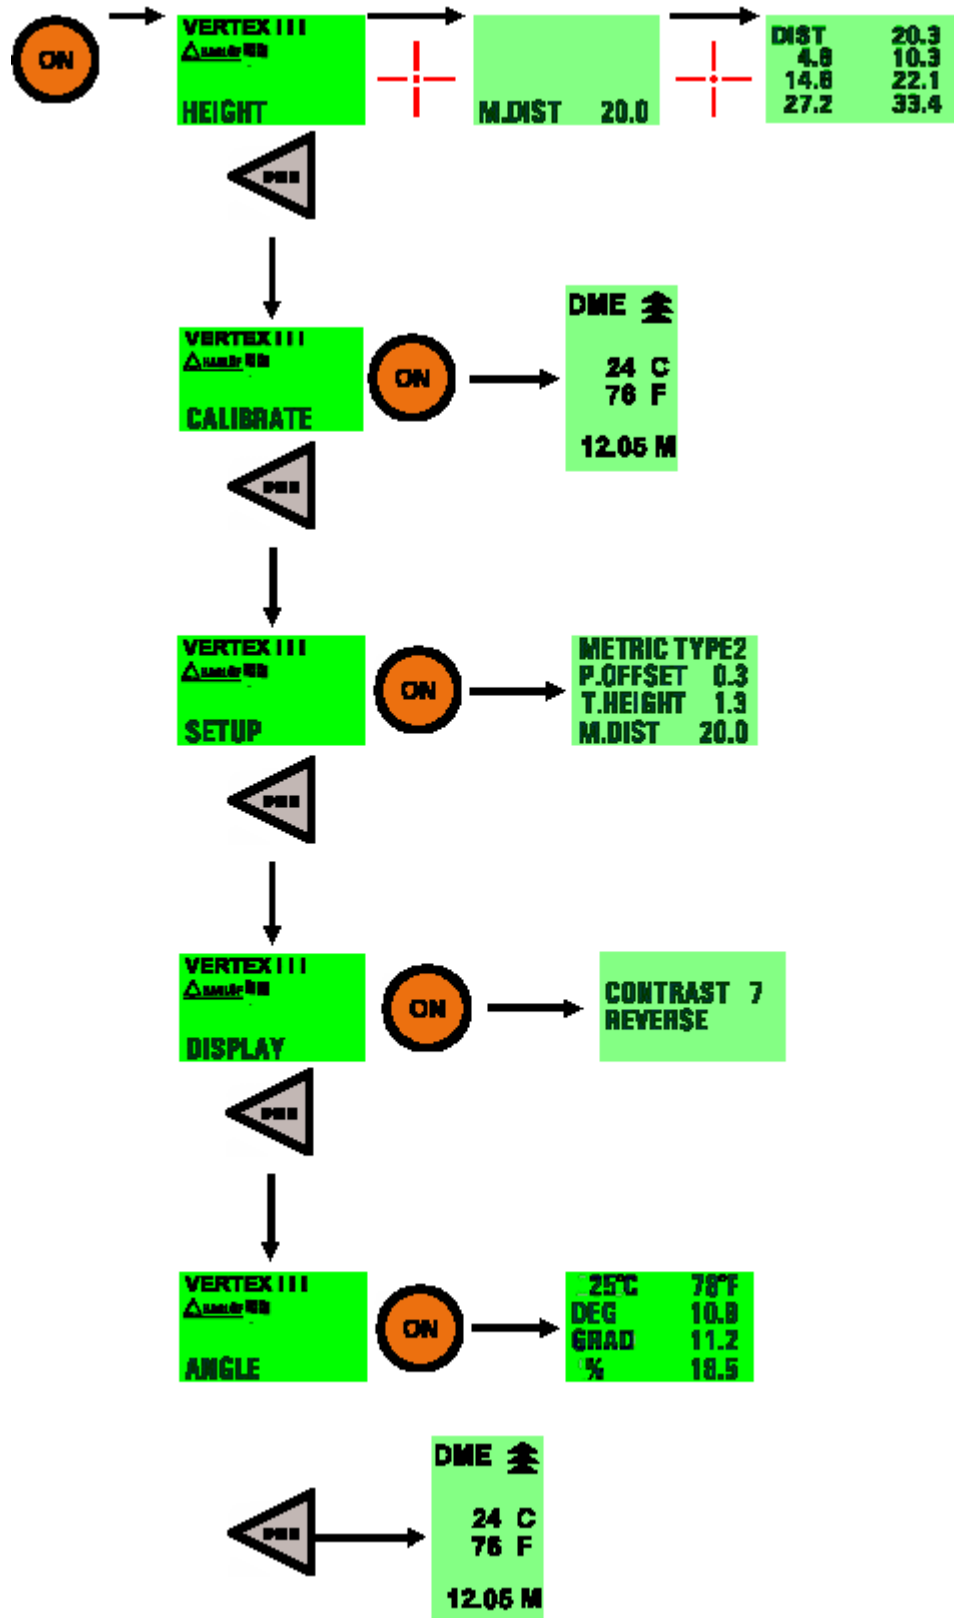 ON
VERTEX III
HEIGHT
M.DIST 20.0
DIST 20.3
4.8 10.3
14.8 22.1
27.2 33.4
VERTEX III
CALIBRATE
ON
DME
24 C
76 F
12.05 M
VERTEX III
SETUP
ON
METRIC TYPE2
P.OFFSET 0.3
T.HEIGHT 1.3
M.DIST 20.0
VERTEX III
DISPLAY
ON
CONTRAST 7
REVERSE
VERTEX III
ANGLE
ON
25°C 78°F
DEG 10.8
GRAD 11.2
% 18.5
DME
24 C
76 F
12.05 M